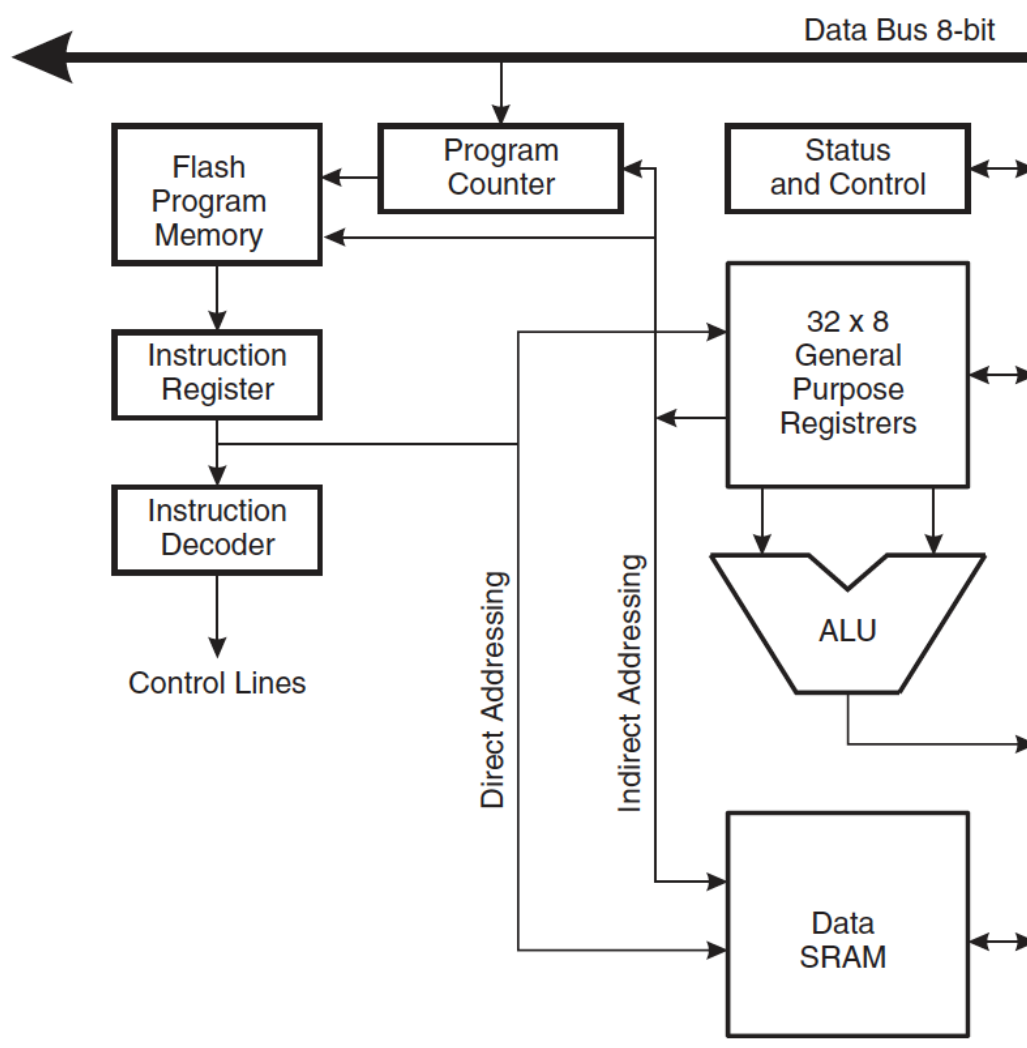 Data Bus 8-bit
Flash
Program
Memory
Program
Counter
Status
and Control
Instruction
Register
32 x 8
General
Purpose
Registrers
Instruction
Decoder
Control Lines
Direct Addressing
Indirect Addressing
ALU
Data
SRAM